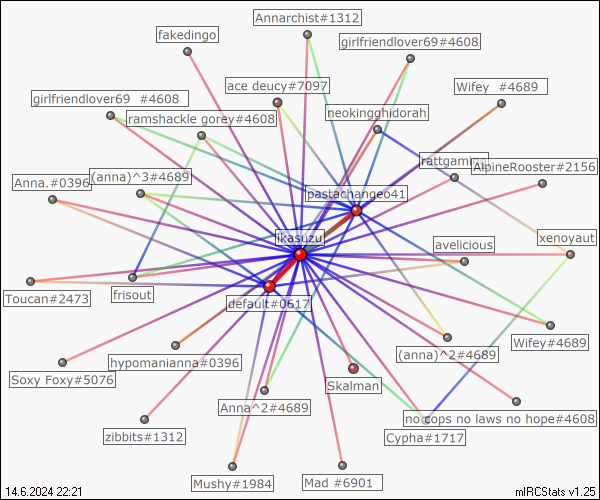 Annarchist#1312
fakedingo
girlfriendlover69#4608
ace deucy#7097
Wifey #4689
girlfriendlover69 #4608
neokingghidorah
ramshackle gorey#4608
AlpineRooster#2156
Anna.#0396
(anna)^3#4689
pastachangeo41
ikasuzu
avelicious
xenoyaut
Toucan#2473
frisout
default#0617
Wifey#4689
hypomanianna#0396
(anna)^2#4689
Soxy Foxy#5076
Skalman
Anna^2#4689
no cops no laws no hope#4608
zibbits#1312
Cypha#1717
Mushy#1984
Mad #6901
14.6.2024 22:21
mIRCStats v1.25